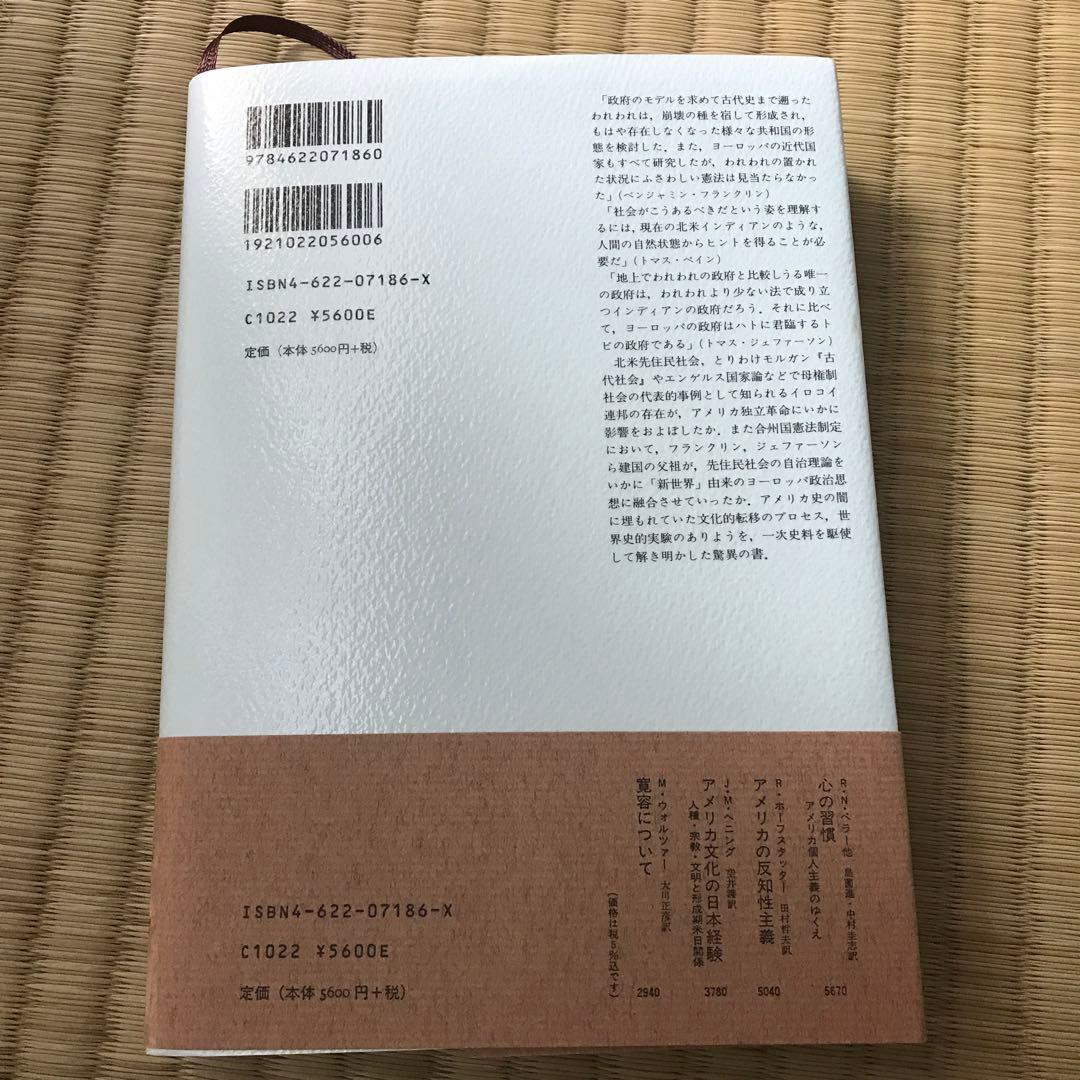 9784622071860
1921022056006
ISBN4-622-07186-X
C1022 ¥5600E
定価（本体5600円+税）
「政府のモデルを求めて古代史まで遡った
われわれは，崩壊の種を宿して形成され，
もはや存在しなくなった様々な共和国の形
態を検討した．また，ヨーロッパの近代国
家もすべて研究したが，われわれの置かれ
た状況にふさわしい憲法は見当たらなかっ
た」（ベンジャミン・フランクリン）
「社会がこうあるべきだという姿を理解す
るには，現在の北米インディアンのような，
人間の自然状態からヒントを得ることが必
要だ」（トマス・ペイン）
「地上でわれわれの政府と比較しうる唯一
の政府は，われわれより少ない法で成り立
つインディアンの政府だろう．それに比べ
て，ヨーロッパの政府はハトに君臨するト
ビの政府である」（トマス・ジェファーソン）
北米先住民社会，とりわけモルガン『古
代社会』やエンゲルス国家論などで母権制
社会の代表的事例として知られるイロコイ
連邦の存在が，アメリカ独立革命にいかに
影響をおよぼしたか．また合州国憲法制定
において，フランクリン，ジェファーソン
ら建国の父祖が，先住民社会の自治理論を
いかに「新世界」由来のヨーロッパ政治思
想に融合させていったか．アメリカ史の闇
に埋もれていた文化的転移のプロセス，世
界史的実験のありようを，一次史料を駆使
して解き明かした驚異の書．
R・N・ベラー他 島薗進・中村圭志訳
心の習慣
アメリカ個人主義のゆくえ
5670
R・ホーフスタッター 田村哲夫訳
アメリカの反知性主義
5040
J・M・ヘニング 空井護訳
アメリカ文化の日本経験
人種・宗教・文明と形成期米日関係
3780
M・ウォルツァー 大川正彦訳
寛容について
2940
（価格は税5%込です）
ISBN4-622-07186-X
C1022 ¥5600E
定価（本体5600円+税）